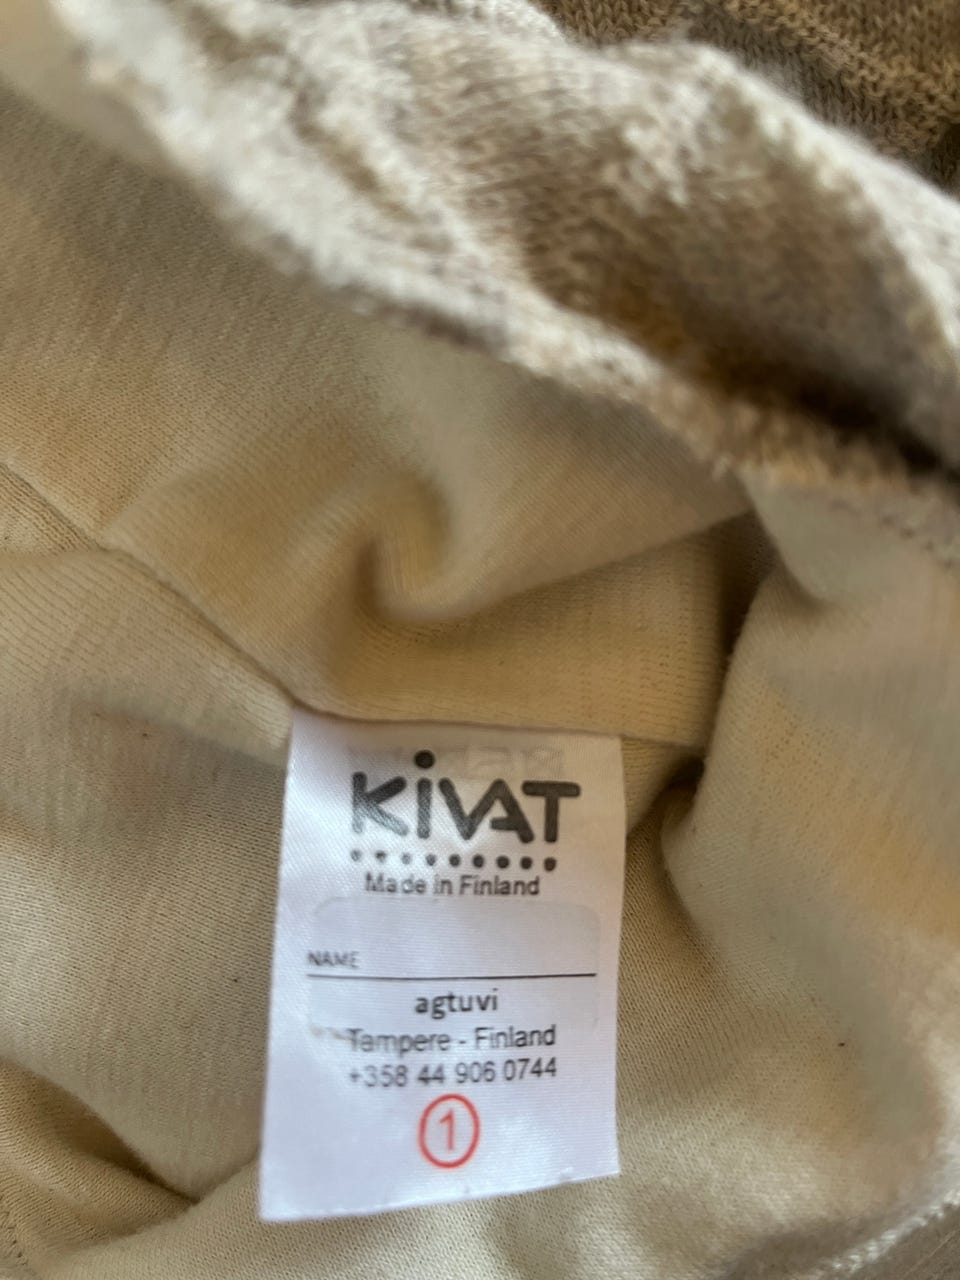 KiVAT
Made in Finland
NAME
agtuvi
Tampere - Finland
+358 44 906 0744
1